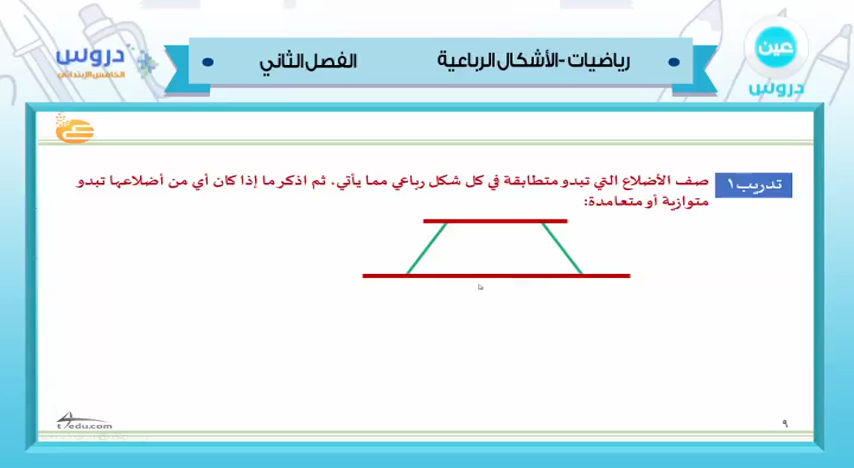 عين
دروس
رياضيات - الأشكال الرباعية
الفصل الثاني
دروس
الخامس الابتدائي
تدريب ١
صف الأضلاع التي تبدو متطابقة في كل شكل رباعي مما يأتي، ثم اذكر ما إذا كان أي من أضلاعها تبدو
متوازية أو متعامدة:
t4edu.com
٩